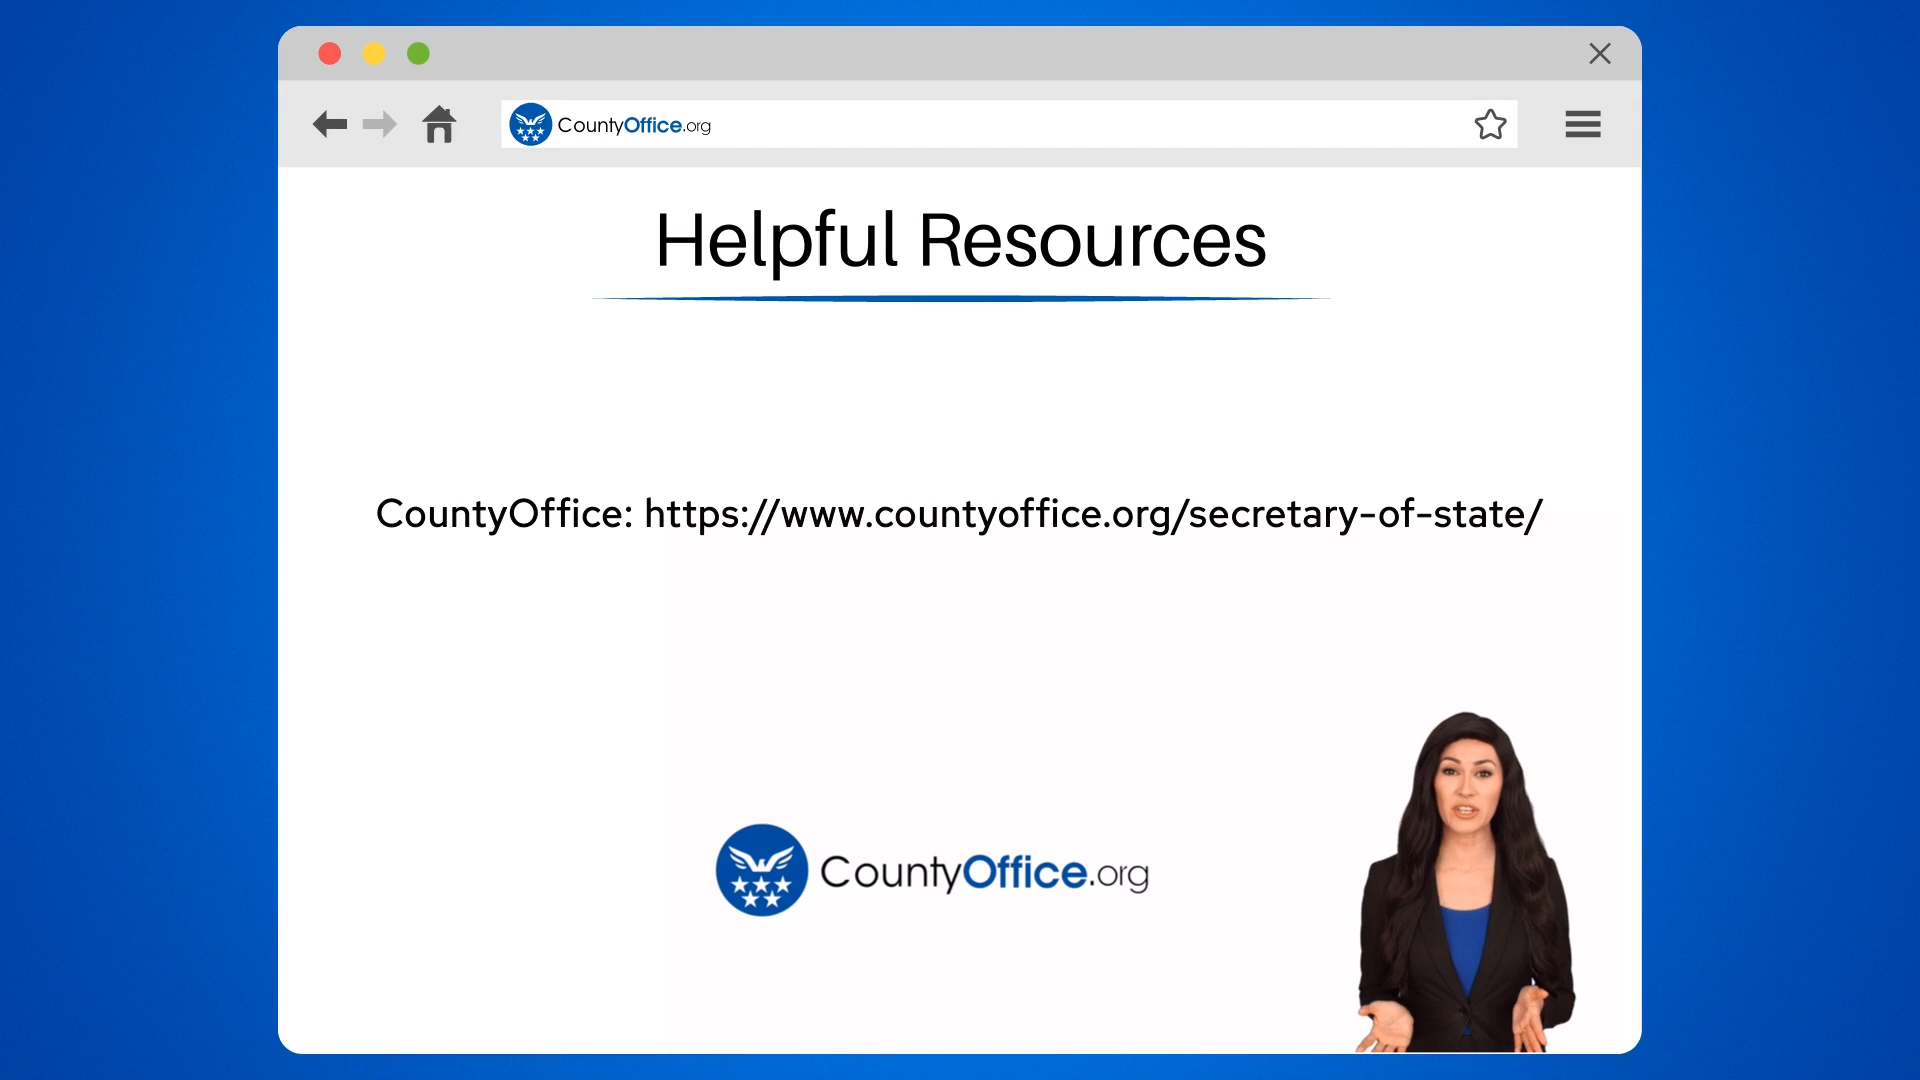 CountyOffice.org
Helpful Resources
CountyOffice: https://www.countyoffice.org/secretary-of-state/
CountyOffice.org